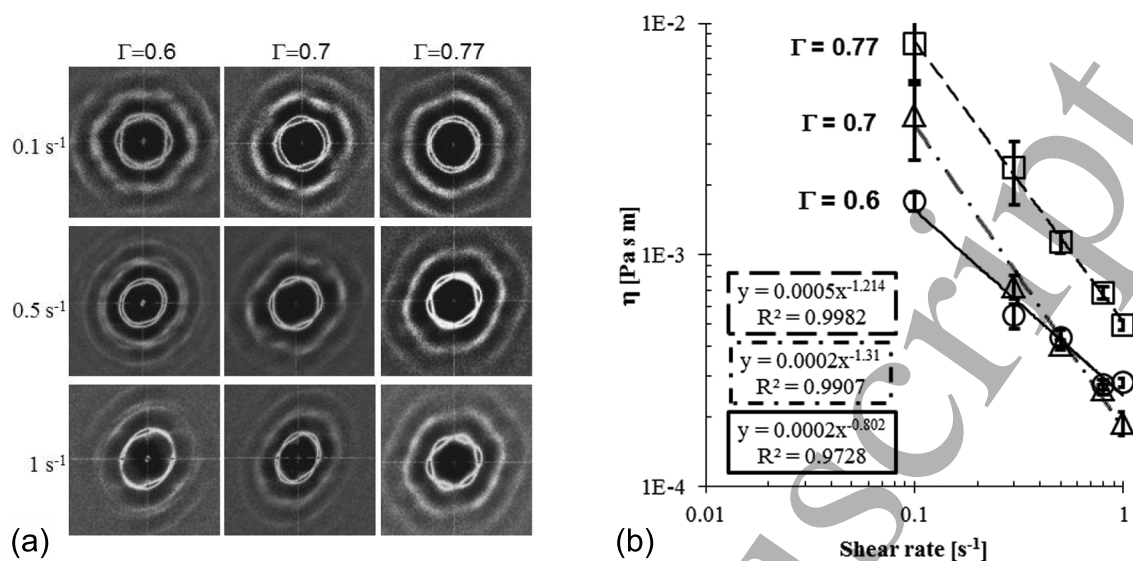 Γ=0.6 Γ=0.7 Γ=0.77
0.1 s-1
0.5 s-1
1 s-1
(a)
1E-2
1E-3
1E-4
η [Pa s m]
Γ = 0.77
Γ = 0.7
Γ = 0.6
y = 0.0005x-1.214
R² = 0.9982
y = 0.0002x-1.31
R² = 0.9907
y = 0.0002x-0.802
R² = 0.9728
0.01 0.1 1
Shear rate [s-1]
(b)
script